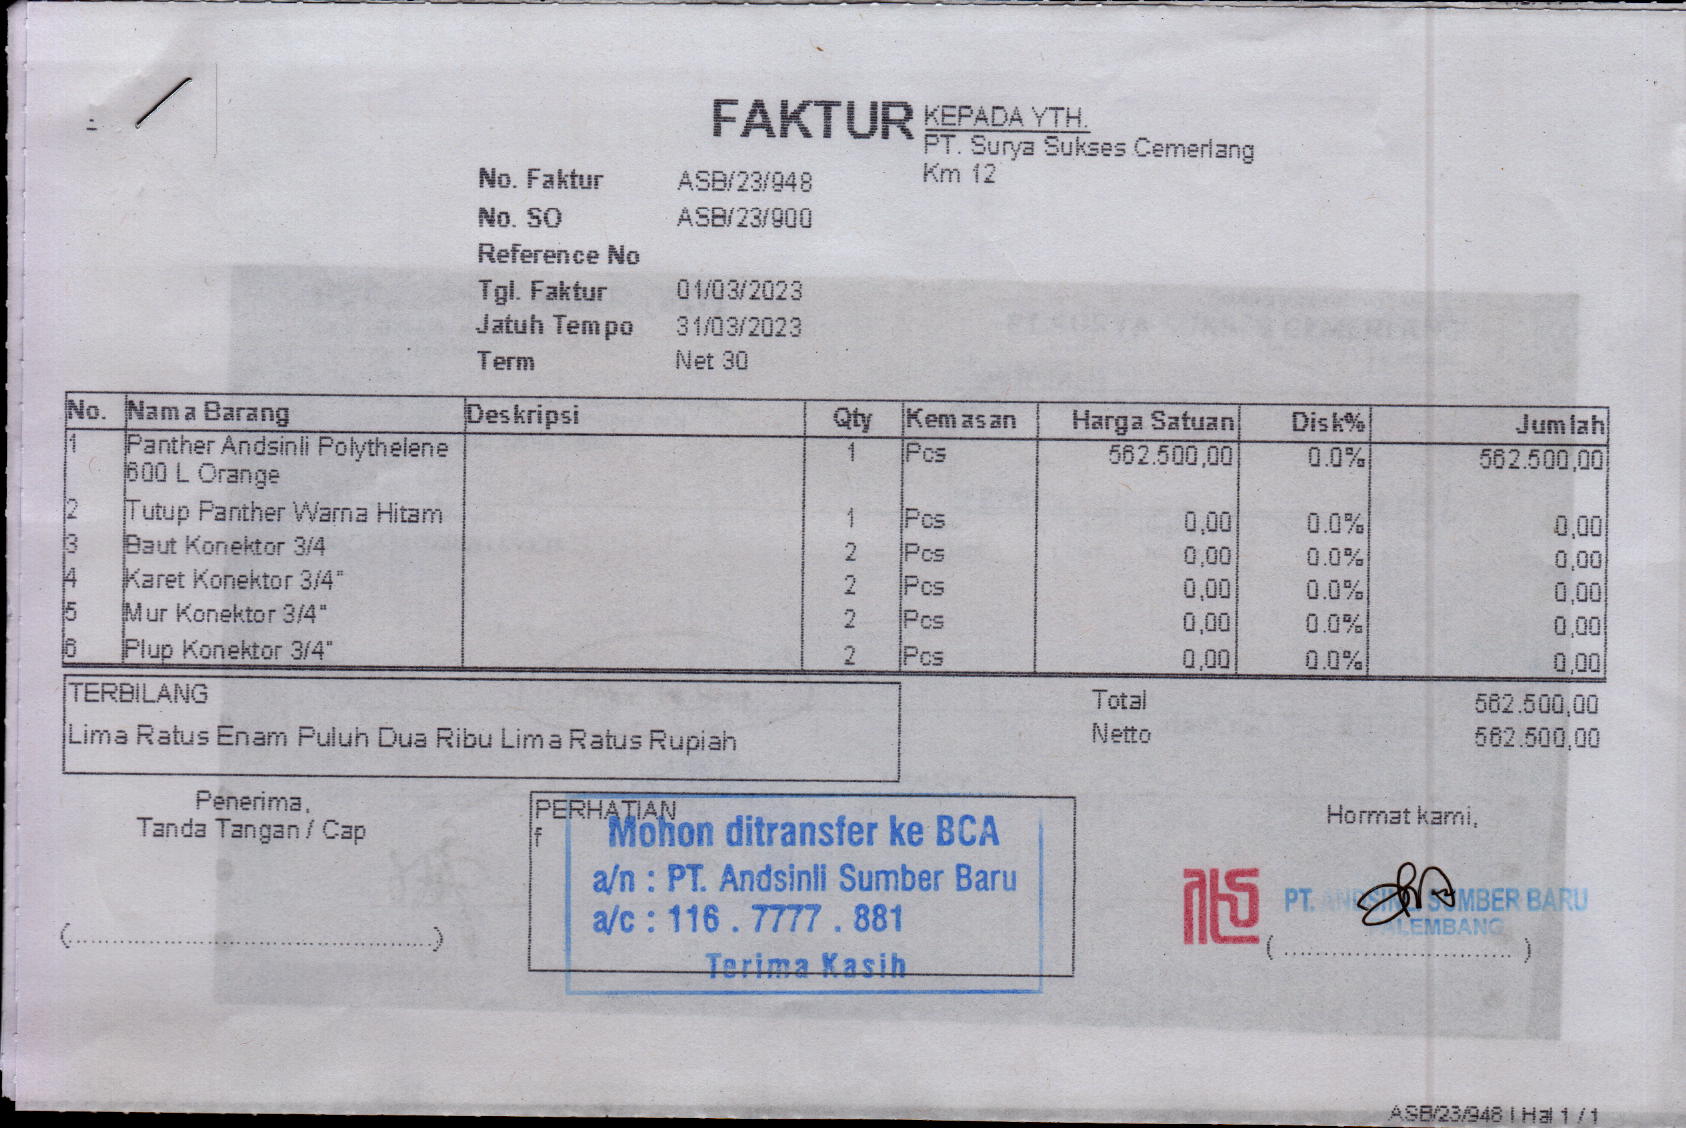 FAKTUR
KEPADA YTH.
PT. Surya Sukses Cemerlang
Km 12
No. Faktur ASB/23/948
No. SO ASB/23/900
Reference No
Tgl. Faktur 01/03/2023
Jatuh Tempo 31/03/2023
Term Net 30
No. Nama Barang Deskripsi Qty Kemasan Harga Satuan Disk% Jumlah
1 Panther Andsinli Polythelene 1 Pcs 562.500,00 0.0% 562.500,00
600 L Orange
2 Tutup Panther Warna Hitam 1 Pcs 0,00 0.0% 0,00
3 Baut Konektor 3/4 2 Pcs 0,00 0.0% 0,00
4 Karet Konektor 3/4" 2 Pcs 0,00 0.0% 0,00
5 Mur Konektor 3/4" 2 Pcs 0,00 0.0% 0,00
6 Plup Konektor 3/4" 2 Pcs 0,00 0.0% 0,00
TERBILANG
Lima Ratus Enam Puluh Dua Ribu Lima Ratus Rupiah
Total 562.500,00
Netto 562.500,00
Penerima,
Tanda Tangan / Cap
(........................................)
PERHATIAN
f
Mohon ditransfer ke BCA
a/n : PT. Andsinli Sumber Baru
a/c : 116 . 7777 . 881
Terima Kasih
Hormat kami,
PT. ANDSINLI SUMBER BARU
PALEMBANG
(..............................)
ASB/23/948 | Hal 1 / 1